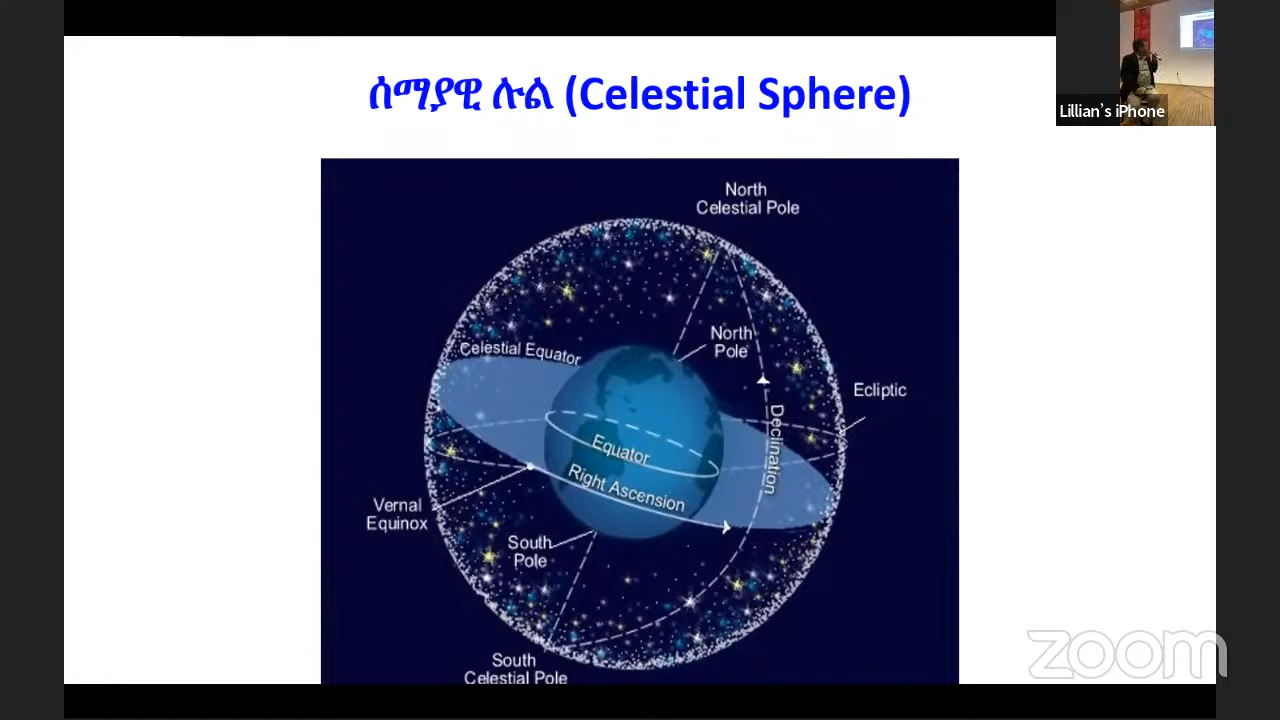 ሰማያዊ ሉል (Celestial Sphere)
Lillian's iPhone
North
Celestial Pole
North
Pole
Celestial Equator
Ecliptic
Declination
Equator
Right Ascension
Vernal
Equinox
South
Pole
South
Celestial Pole
zoom